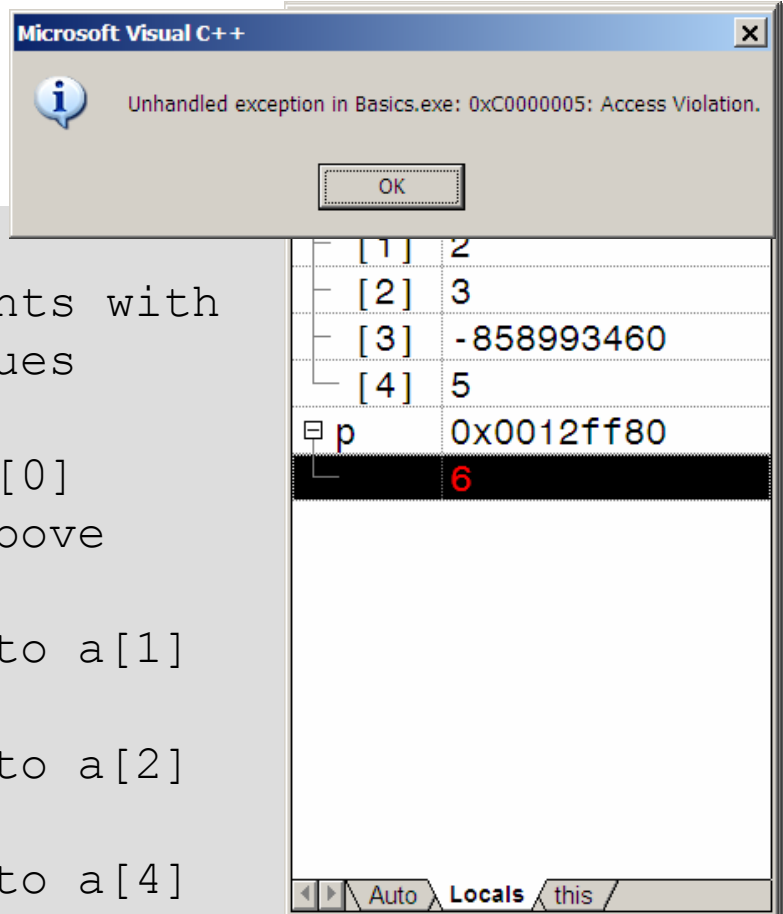 Microsoft Visual C++
Unhandled exception in Basics.exe: 0xC0000005: Access Violation.
OK
[1] 2
nts with
[2] 3
ues
[3] -858993460
[4] 5
p 0x0012ff80
[0]
6
bove
to a[1]
to a[2]
to a[4]
Auto Locals this